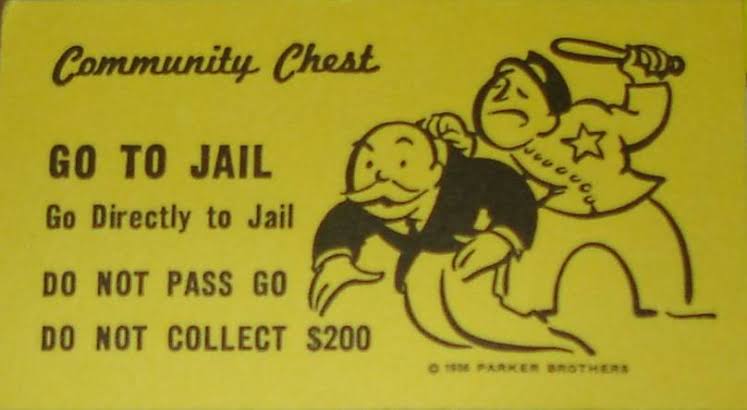 Community Chest
GO TO JAIL
Go Directly to Jail
DO NOT PASS GO
DO NOT COLLECT $200
© 1936 PARKER BROTHERS